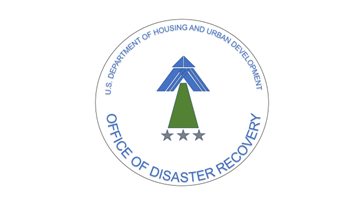 U.S. DEPARTMENT OF HOUSING AND URBAN DEVELOPMENT
OFFICE OF DISASTER RECOVERY